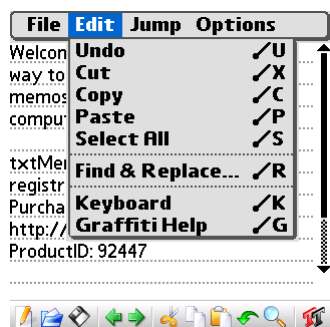 File Edit Jump Options
Welcon
way to
memos
comput
Undo /U
Cut /X
Copy /C
Paste /P
Select All /S
Find & Replace... /R
Keyboard /K
Graffiti Help /G
registr
Purcha
http://
ProductID: 92447